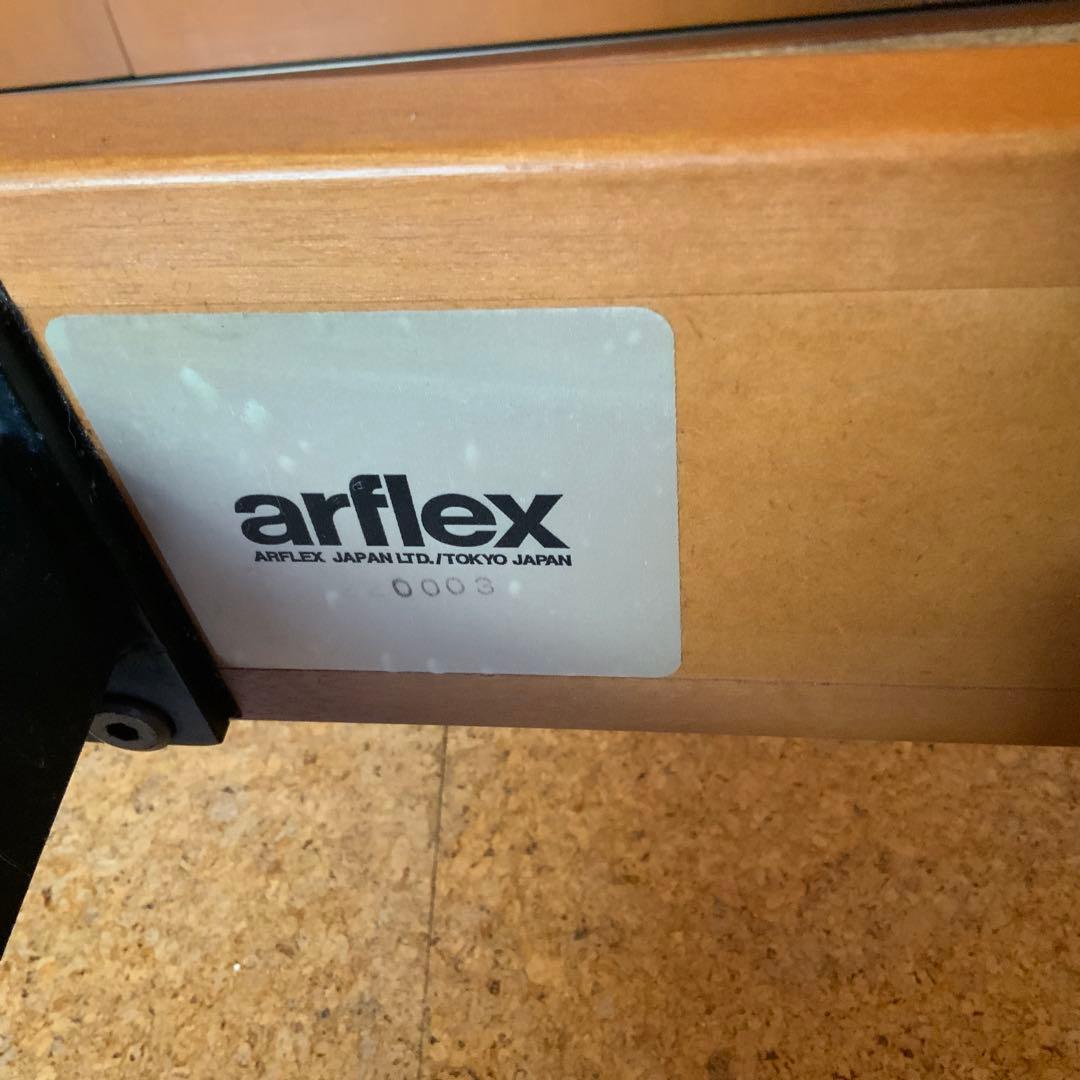 arflex
ARFLEX JAPAN LTD./TOKYO JAPAN
0003